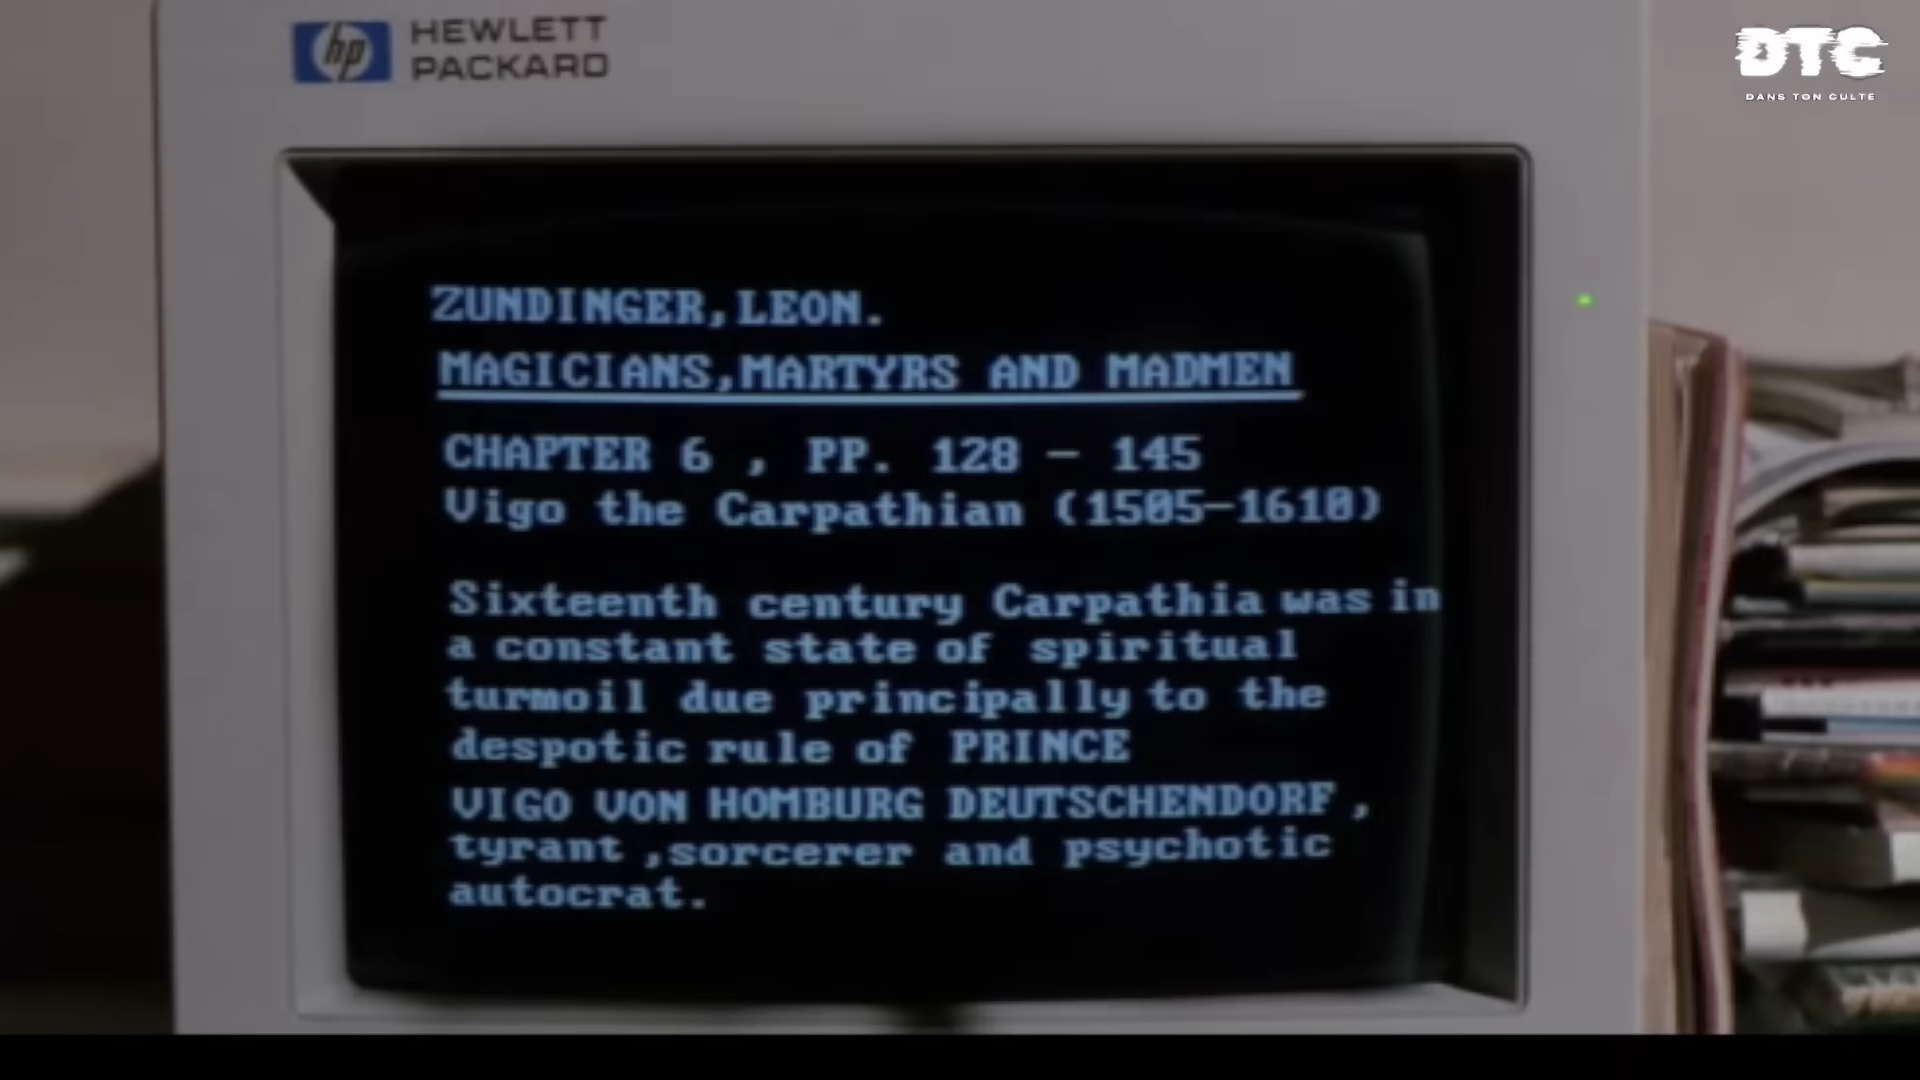 hp HEWLETT
PACKARD
DTC
DANS TON CULTE
ZUNDINGER,LEON.
MAGICIANS,MARTYRS AND MADMEN
CHAPTER 6 , PP. 128 - 145
Vigo the Carpathian (1505-1610)
Sixteenth century Carpathia was in
a constant state of spiritual
turmoil due principally to the
despotic rule of PRINCE
VIGO VON HOMBURG DEUTSCHENDORF ,
tyrant ,sorcerer and psychotic
autocrat.